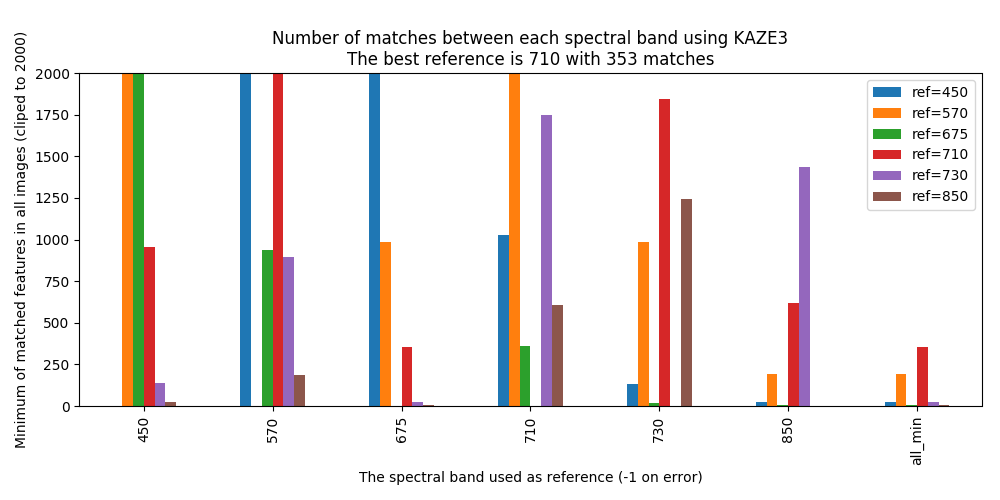 Number of matches between each spectral band using KAZE3
The best reference is 710 with 353 matches
Minimum of matched features in all images (cliped to 2000)
2000
1750
1500
1250
1000
750
500
250
0
ref=450
ref=570
ref=675
ref=710
ref=730
ref=850
450
570
675
710
730
850
all_min
The spectral band used as reference (-1 on error)